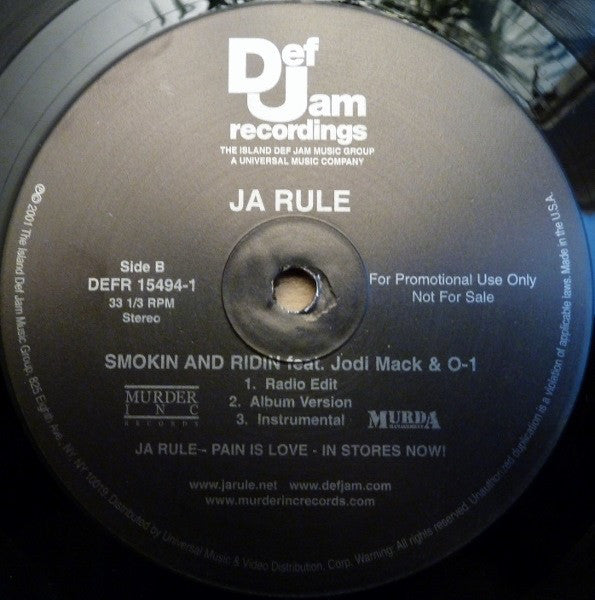 Def
Jam
recordings
THE ISLAND DEF JAM MUSIC GROUP
A UNIVERSAL MUSIC COMPANY
JA RULE
Side B
DEFR 15494-1
33 1/3 RPM
Stereo
For Promotional Use Only
Not For Sale
SMOKIN AND RIDIN feat. Jodi Mack & O-1
1. Radio Edit
2. Album Version
3. Instrumental
MURDER
INC
RECORDS
MURDA
MANAGEMENT
JA RULE-- PAIN IS LOVE - IN STORES NOW!
www.jarule.net www.defjam.com
www.murderincrecords.com
℗© 2001 The Island Def Jam Music Group, 825 Eighth Ave., NY, NY 10019. Distributed by Universal Music & Video Distribution, Corp. Warning: All rights reserved. Unauthorized duplication is a violation of applicable laws. Made in the U.S.A.